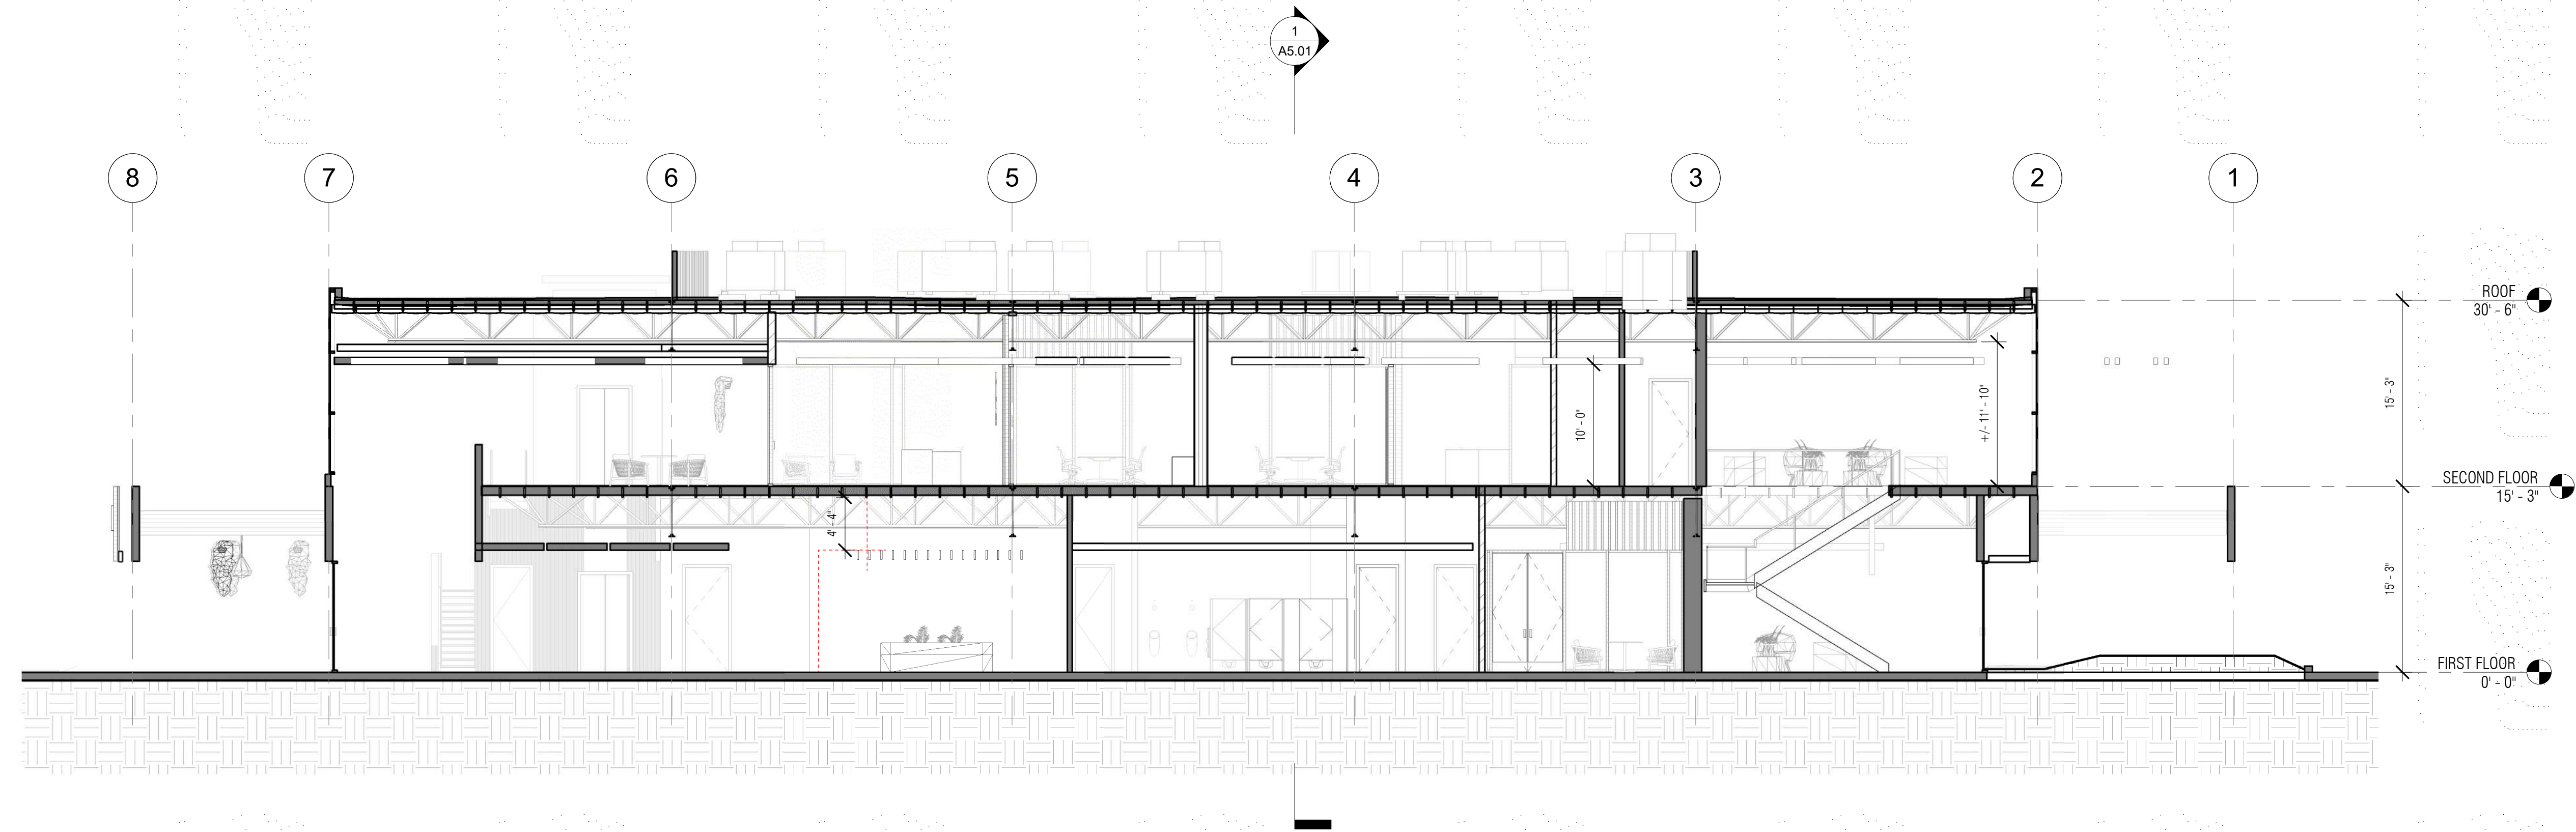 1
A5.01
8
7
6
5
4
3
2
1
ROOF
30' - 6"
15' - 3"
+/- 11' - 10"
10' - 0"
SECOND FLOOR
15' - 3"
4' - 4"
15' - 3"
FIRST FLOOR
0' - 0"